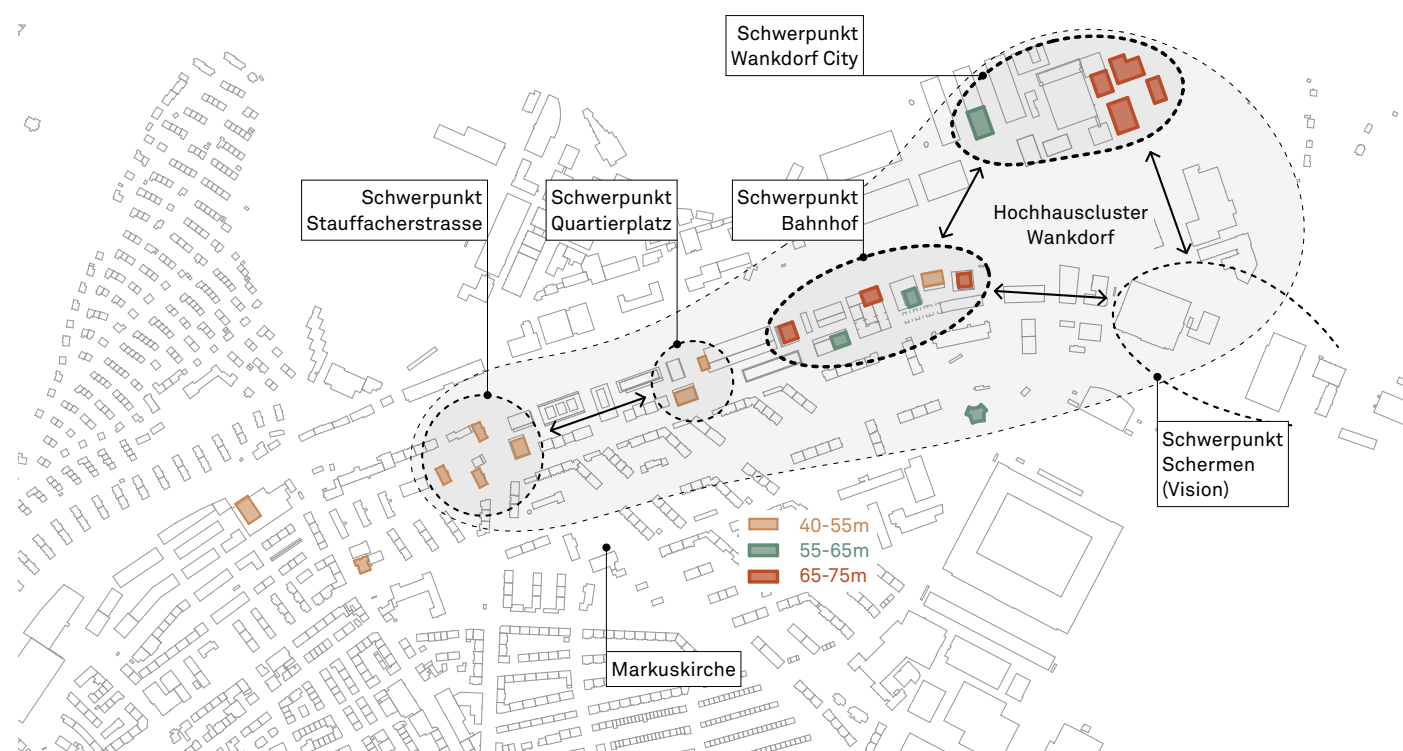 Schwerpunkt
Wankdorf City
Schwerpunkt
Stauffacherstrasse
Schwerpunkt
Quartierplatz
Schwerpunkt
Bahnhof
Hochhauscluster
Wankdorf
Schwerpunkt
Schermen
(Vision)
40-55m
55-65m
65-75m
Markuskirche